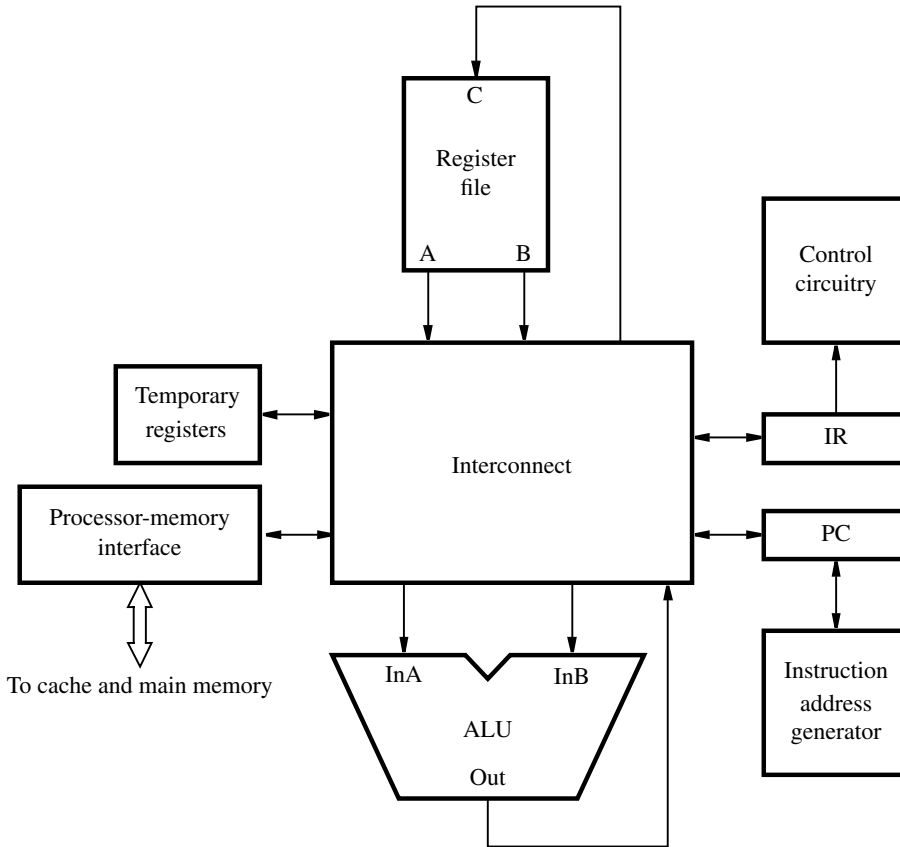 C
Register
file
A
B
Control
circuitry
Temporary
registers
IR
Interconnect
Processor-memory
interface
PC
To cache and main memory
InA
InB
ALU
Out
Instruction
address
generator